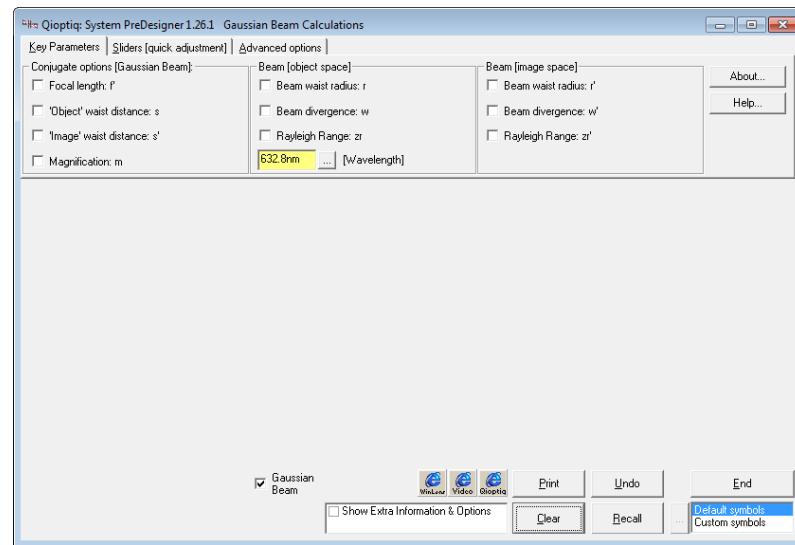 Qioptiq: System PreDesigner 1.26.1 Gaussian Beam Calculations
Key Parameters Sliders [quick adjustment] Advanced options
Conjugate options [Gaussian Beam]:
Focal length: f'
'Object' waist distance: s
'Image' waist distance: s'
Magnification: m
Beam [object space]
Beam waist radius: r
Beam divergence: w
Rayleigh Range: zr
632.8nm ... [Wavelength]
Beam [image space]
Beam waist radius: r'
Beam divergence: w'
Rayleigh Range: zr'
About...
Help...
Gaussian
Beam
WinLens Video Qioptiq
Print Undo End
Show Extra Information & Options
Clear Recall ...
Default symbols
Custom symbols